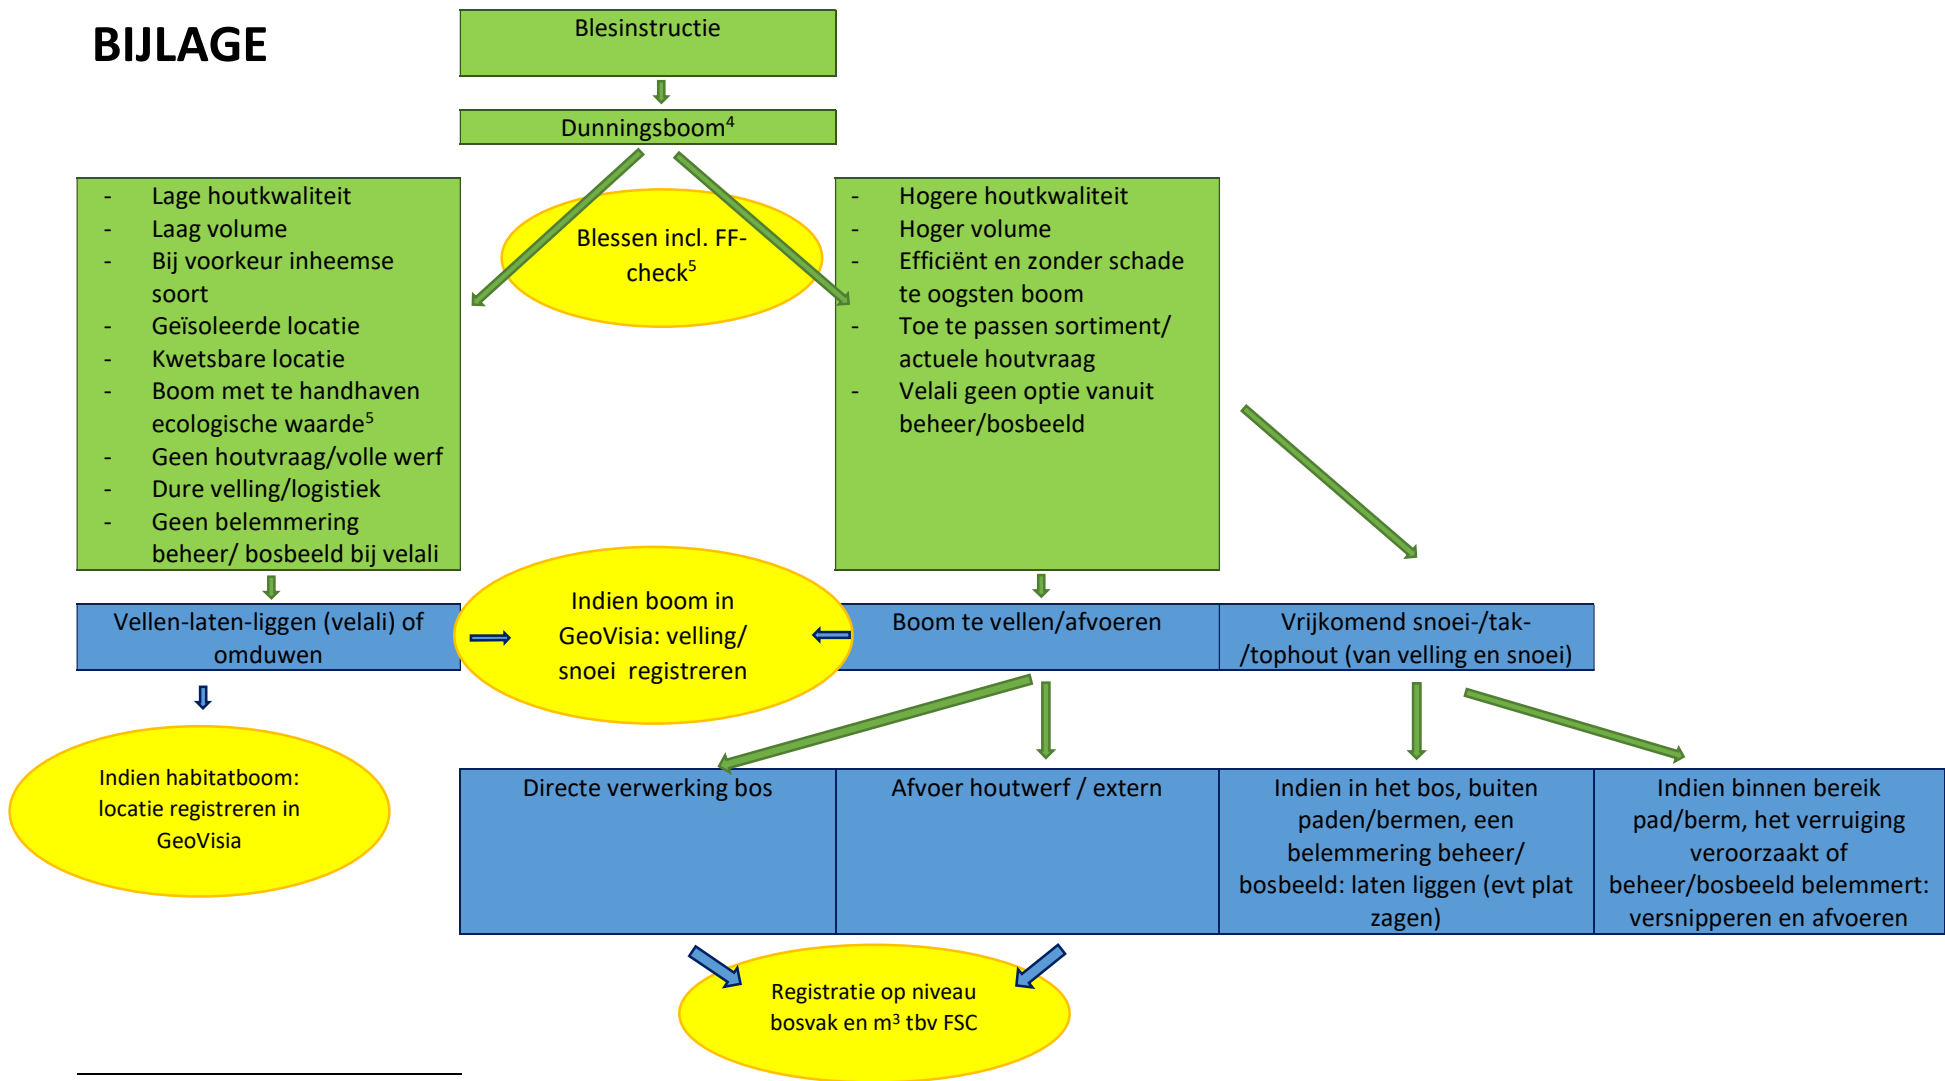 BIJLAGE
Blesinstructie
Dunningsboom⁴
- Lage houtkwaliteit
- Laag volume
- Bij voorkeur inheemse
soort
- Geïsoleerde locatie
- Kwetsbare locatie
- Boom met te handhaven
ecologische waarde⁵
- Geen houtvraag/volle werf
- Dure velling/logistiek
- Geen belemmering
beheer/ bosbeeld bij velali
Blessen incl. FF-
check⁵
- Hogere houtkwaliteit
- Hoger volume
- Efficiënt en zonder schade
te oogsten boom
- Toe te passen sortiment/
actuele houtvraag
- Velali geen optie vanuit
beheer/bosbeeld
Vellen-laten-liggen (velali) of
omduwen
Indien boom in
GeoVisia: velling/
snoei registreren
Boom te vellen/afvoeren
Vrijkomend snoei-/tak-
/tophout (van velling en snoei)
Indien habitatboom:
locatie registreren in
GeoVisia
Directe verwerking bos
Afvoer houtwerf / extern
Indien in het bos, buiten
paden/bermen, een
belemmering beheer/
bosbeeld: laten liggen (evt plat
zagen)
Indien binnen bereik
pad/berm, het verruiging
veroorzaakt of
beheer/bosbeeld belemmert:
versnipperen en afvoeren
Registratie op niveau
bosvak en m³ tbv FSC